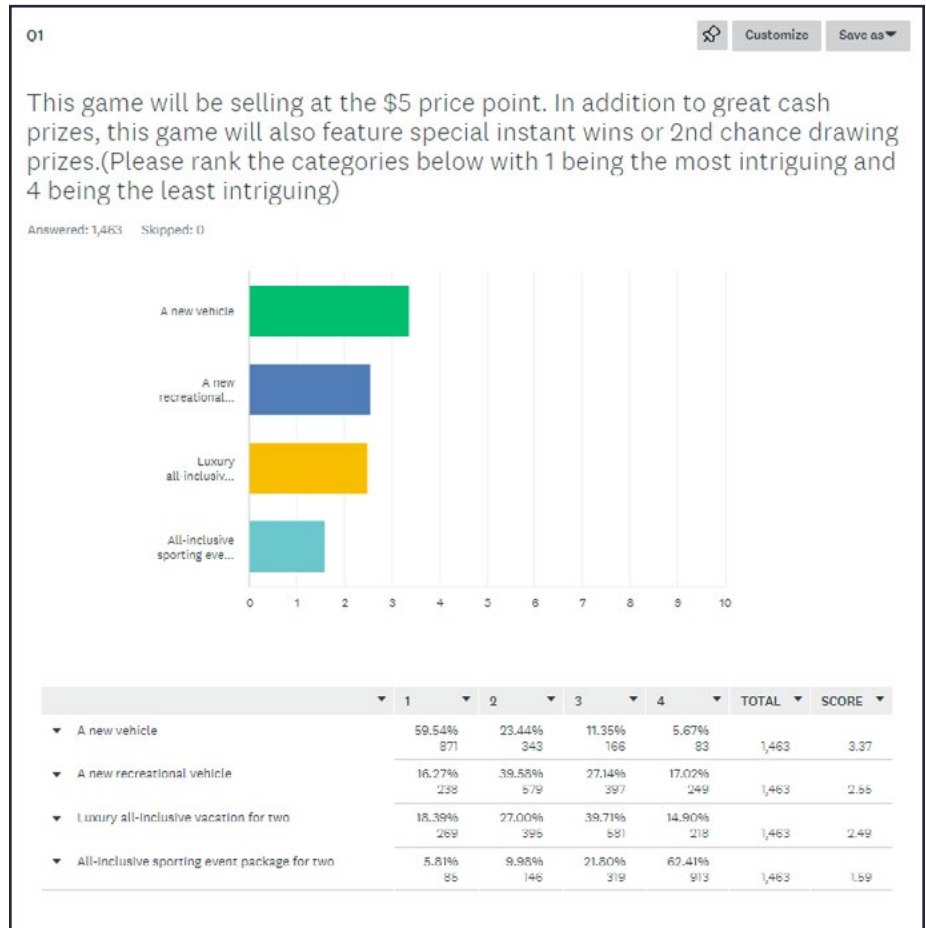 Q1
Customize
Save as
This game will be selling at the $5 price point. In addition to great cash
prizes, this game will also feature special instant wins or 2nd chance drawing
prizes.(Please rank the categories below with 1 being the most intriguing and
4 being the least intriguing)
Answered: 1,463 Skipped: 0
A new vehicle
A new
recreational...
Luxury
all-inclusiv...
All-inclusive
sporting eve...
0 1 2 3 4 5 6 7 8 9 10
1 2 3 4 TOTAL SCORE
A new vehicle 59.54% 23.44% 11.35% 5.67%
871 343 166 83 1,463 3.37
A new recreational vehicle 16.27% 39.58% 27.14% 17.02%
238 579 397 249 1,463 2.55
Luxury all-inclusive vacation for two 18.39% 27.00% 39.71% 14.90%
269 395 581 218 1,463 2.49
All-inclusive sporting event package for two 5.81% 9.98% 21.80% 62.41%
85 146 319 913 1,463 1.59